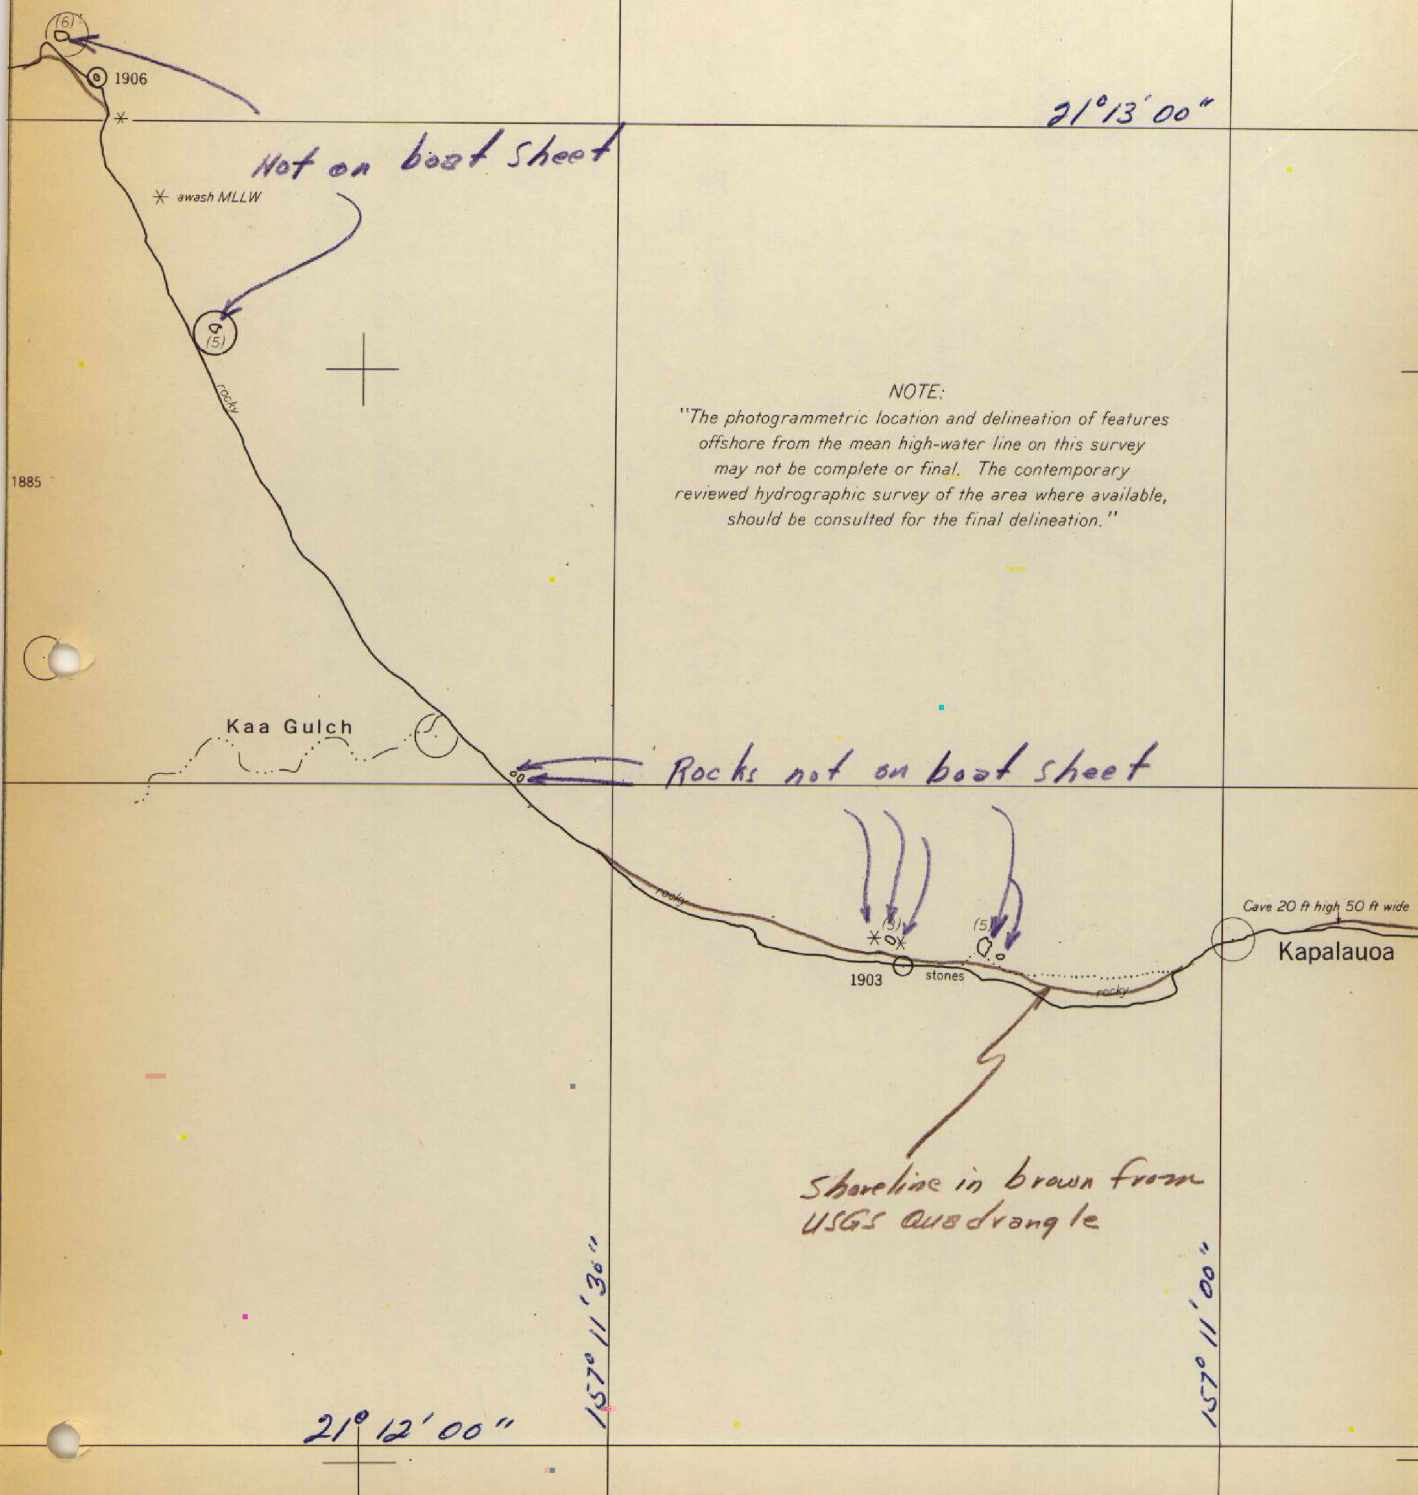 (6)
1906
21° 13' 00"
Not on boat sheet
awash MLLW
(5)
rocky
NOTE:
"The photogrammetric location and delineation of features
offshore from the mean high-water line on this survey
may not be complete or final. The contemporary
reviewed hydrographic survey of the area where available,
should be consulted for the final delineation."
1885
Kaa Gulch
Rocks not on boat sheet
rocky
(5)
Cave 20 ft high 50 ft wide
Kapalauoa
1903
stones
rocky
Shoreline in brown from
USGS Quadrangle
157° 11' 30"
157° 11' 00"
21° 12' 00"